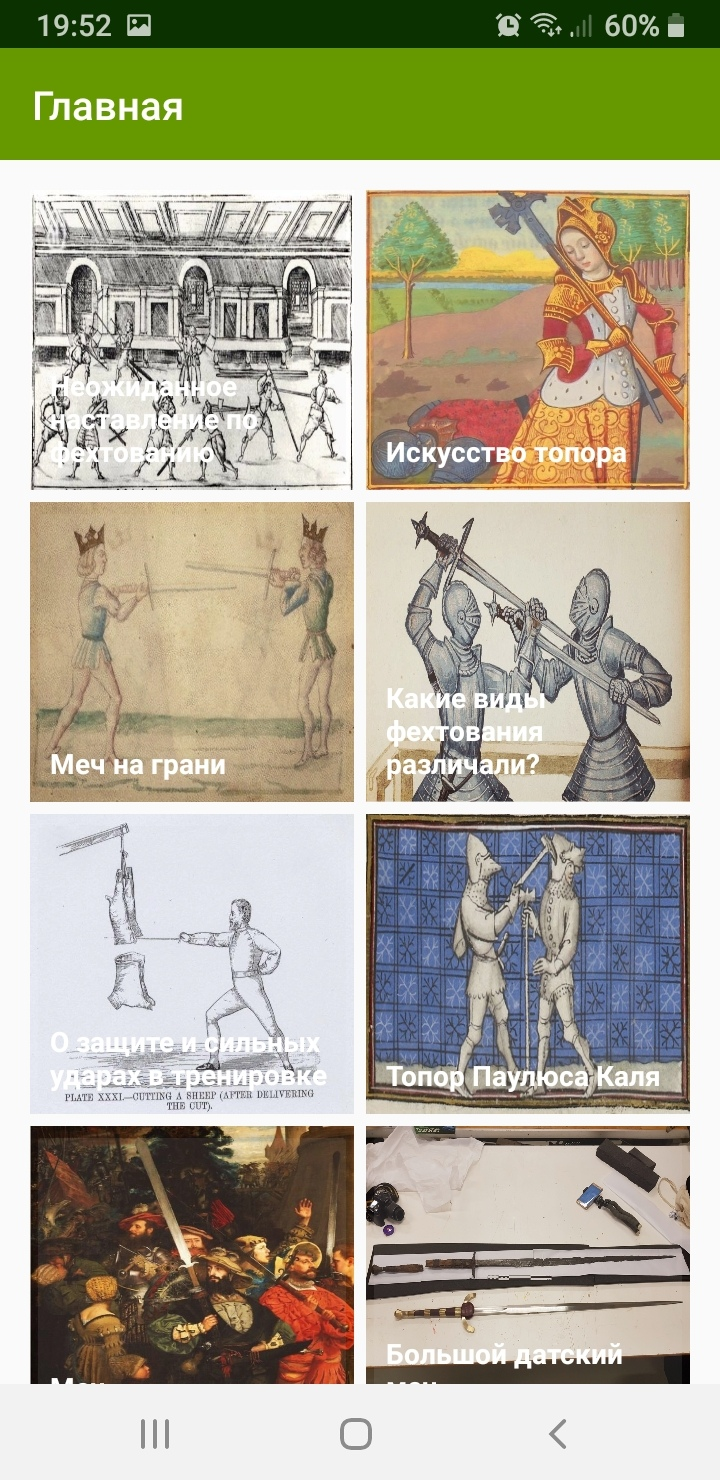 19:52
60%
Главная
Неожиданное
наставление по
фехтованию
Искусство топора
Меч на грани
Какие виды
фехтования
различали?
О защите и сильных
ударах в тренировке
PLATE XXXI.—CUTTING A SHEEP (AFTER DELIVERING
THE CUT).
Топор Паулюса Каля
Большой датский